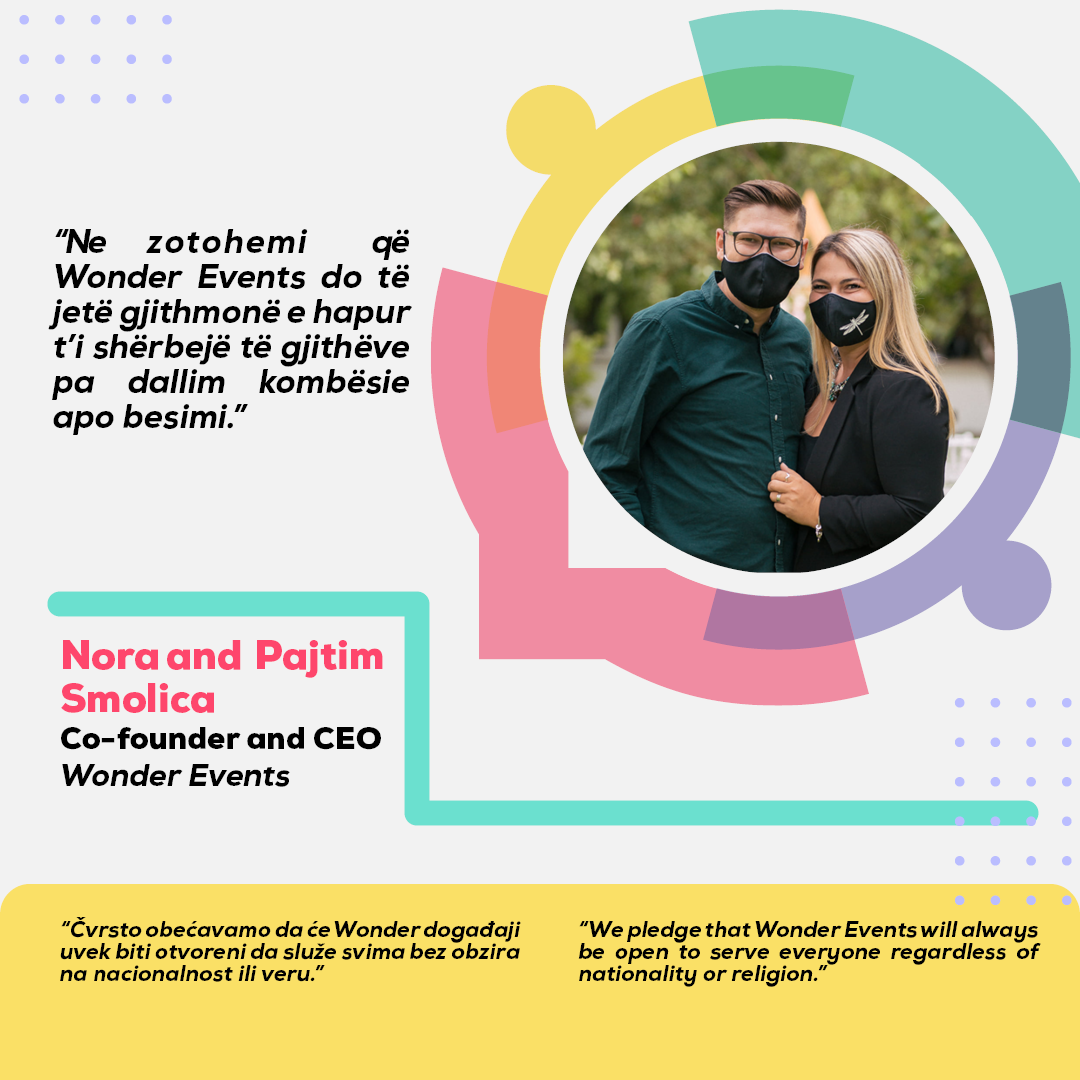 “Ne zotohemi që
Wonder Events do të
jetë gjithmonë e hapur
t’i shërbejë të gjithëve
pa dallim kombësie
apo besimi.”
Nora and Pajtim
Smolica
Co-founder and CEO
Wonder Events
“Čvrsto obećavamo da će Wonder događaji
uvek biti otvoreni da služe svima bez obzira
na nacionalnost ili veru.”
“We pledge that Wonder Events will always
be open to serve everyone regardless of
nationality or religion.”